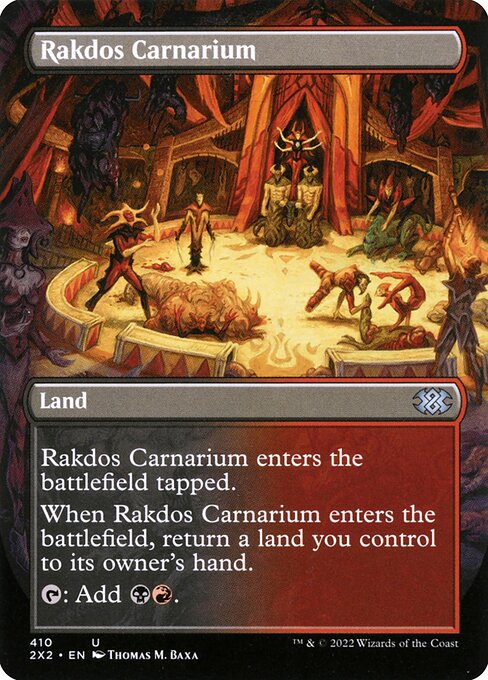 Rakdos Carnarium
Land
Rakdos Carnarium enters the
battlefield tapped.
When Rakdos Carnarium enters the
battlefield, return a land you control
to its owner's hand.
: Add .
410 U
2X2 • EN Thomas M. Baxa
™ & © 2022 Wizards of the Coast